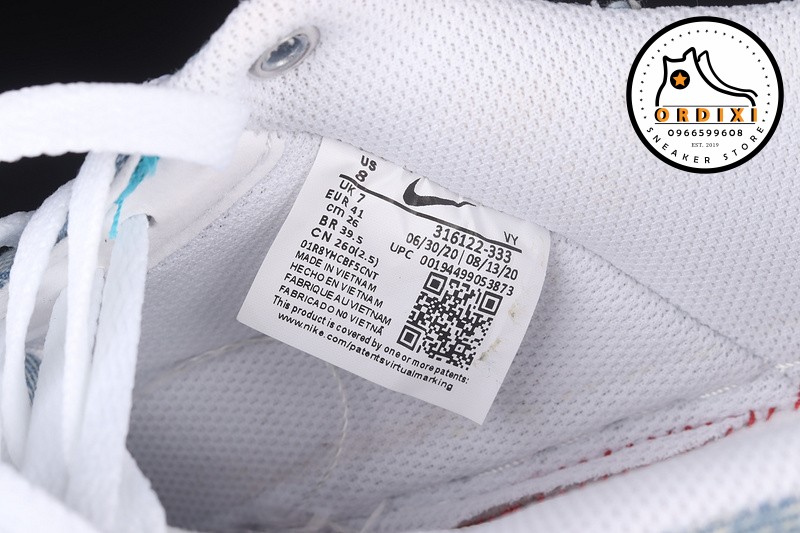 ORDIXI
0966599608
EST. 2019
SNEAKER STORE
US
8
UK 7
EUR 41
cm 26
BR 39.5
CN 260(2.5)
01R8YHCBF5CNT
MADE IN VIETNAM
HECHO EN VIETNAM
FABRIQUE AU VIETNAM
FABRICADO NO VIETNÃ
This product is covered by one or more patents:
www.nike.com/patentsvirtualmarking
VY
316122-333
06/30/20 | 08/13/20
UPC 00194499053873